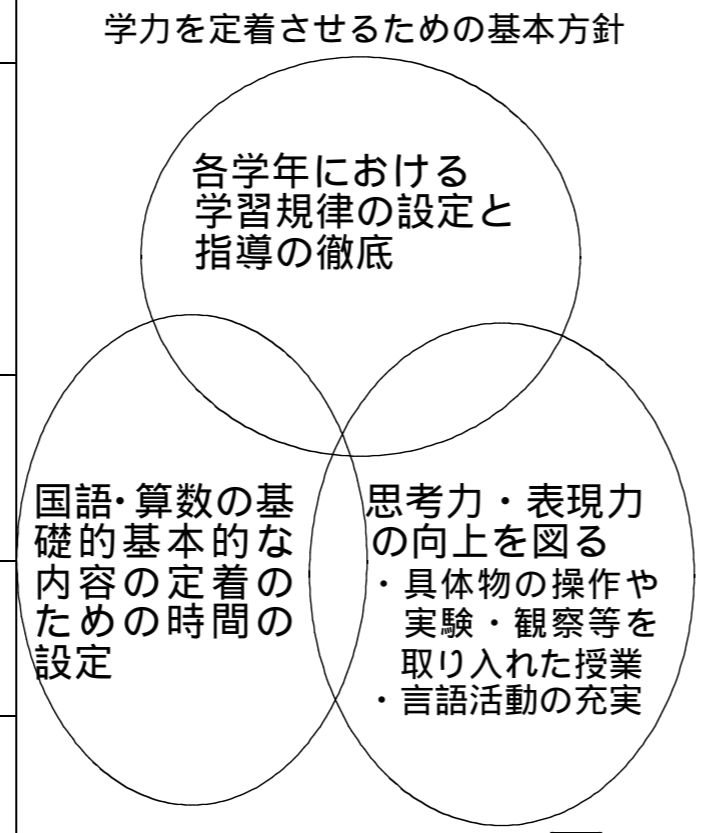 学力を定着させるための基本方針
各学年における
学習規律の設定と
指導の徹底
国語・算数の基
礎的基本的な
内容の定着の
ための時間の
設定
思考力・表現力
の向上を図る
・具体物の操作や
実験・観察等を
取り入れた授業
・言語活動の充実